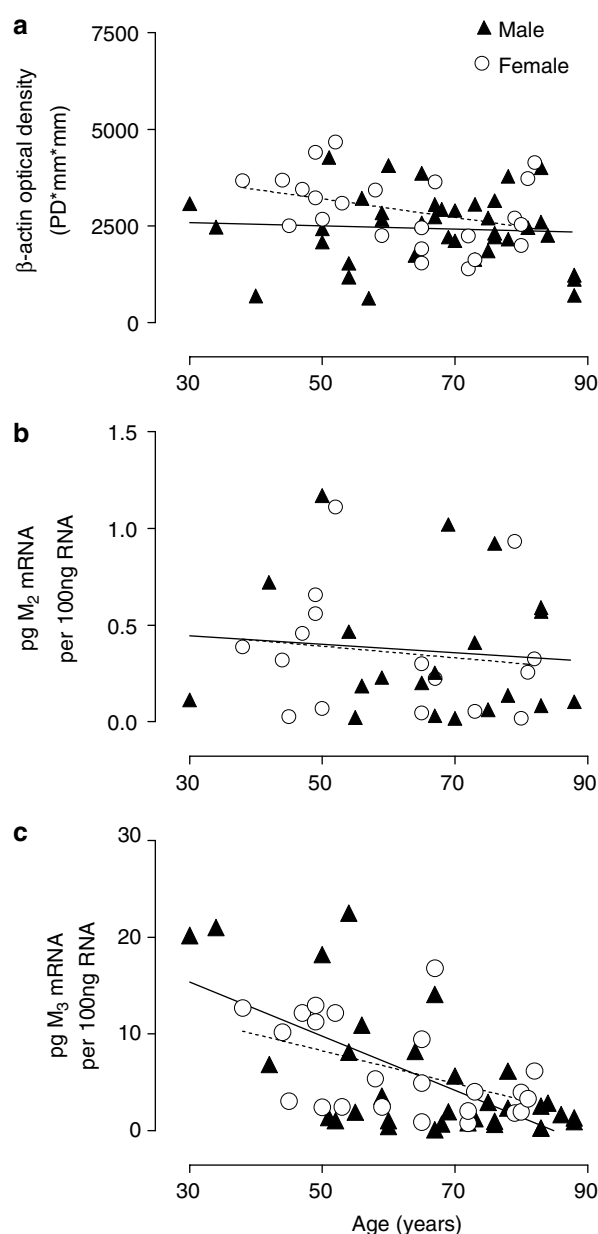 a
β-actin optical density
(PD*mm*mm)
7500
5000
2500
0
Male
Female
30
50
70
90
b
pg M₂ mRNA
per 100ng RNA
1.5
1.0
0.5
0.0
30
50
70
90
c
pg M₃ mRNA
per 100ng RNA
30
20
10
0
30
50
70
90
Age (years)